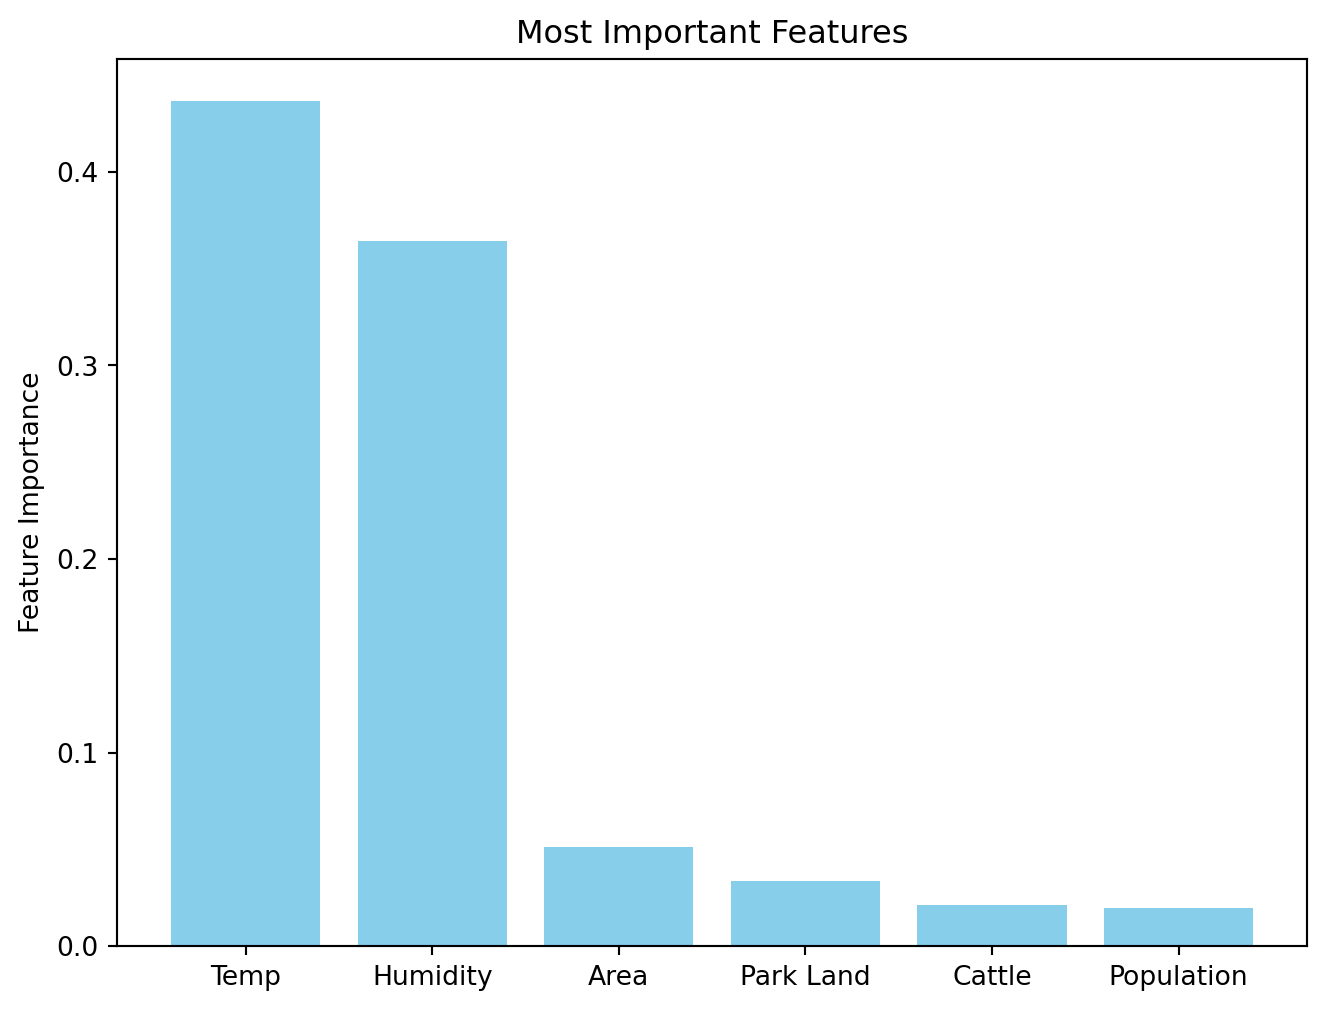 Most Important Features
Feature Importance
0.4
0.3
0.2
0.1
0.0
Temp Humidity Area Park Land Cattle Population